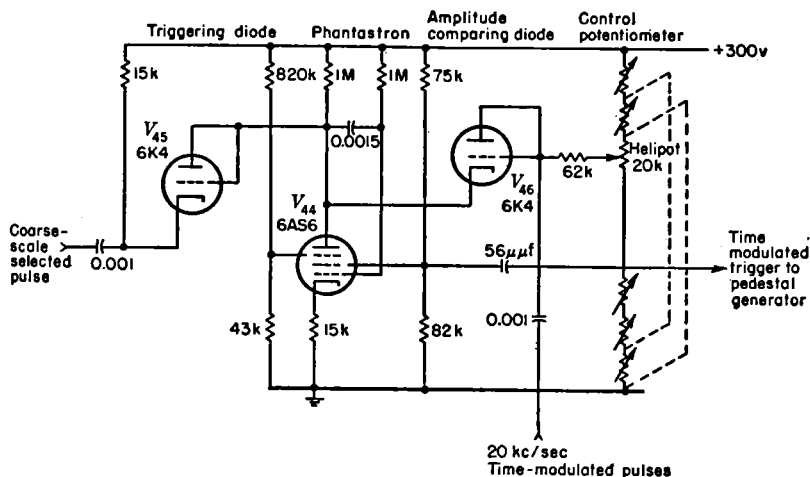 Triggering diode
Phantastron
Amplitude
comparing diode
Control
potentiometer
+300v
15k
820k
1M
1M
75k
V45
6K4
0.0015
V46
6K4
62k
Helipot
20k
V44
6AS6
Coarse-
scale
selected
pulse
0.001
56μμf
Time
modulated
trigger to
pedestal
generator
43k
15k
82k
0.001
20 kc/sec
Time-modulated pulses